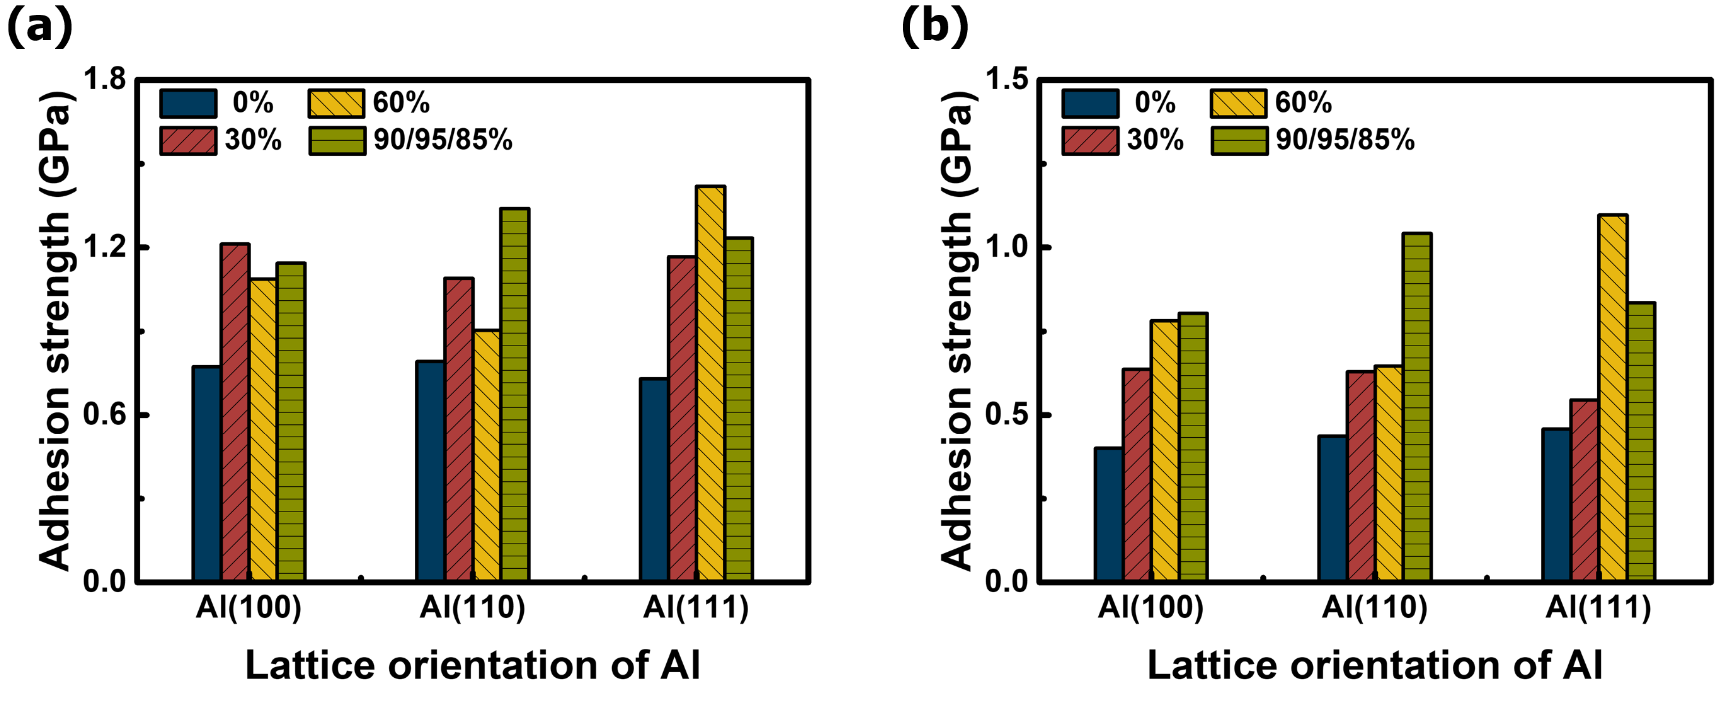 (a)
Adhesion strength (GPa)
1.8
1.2
0.6
0.0
0%
60%
30%
90/95/85%
Al(100)
Al(110)
Al(111)
Lattice orientation of Al
(b)
Adhesion strength (GPa)
1.5
1.0
0.5
0.0
0%
60%
30%
90/95/85%
Al(100)
Al(110)
Al(111)
Lattice orientation of Al